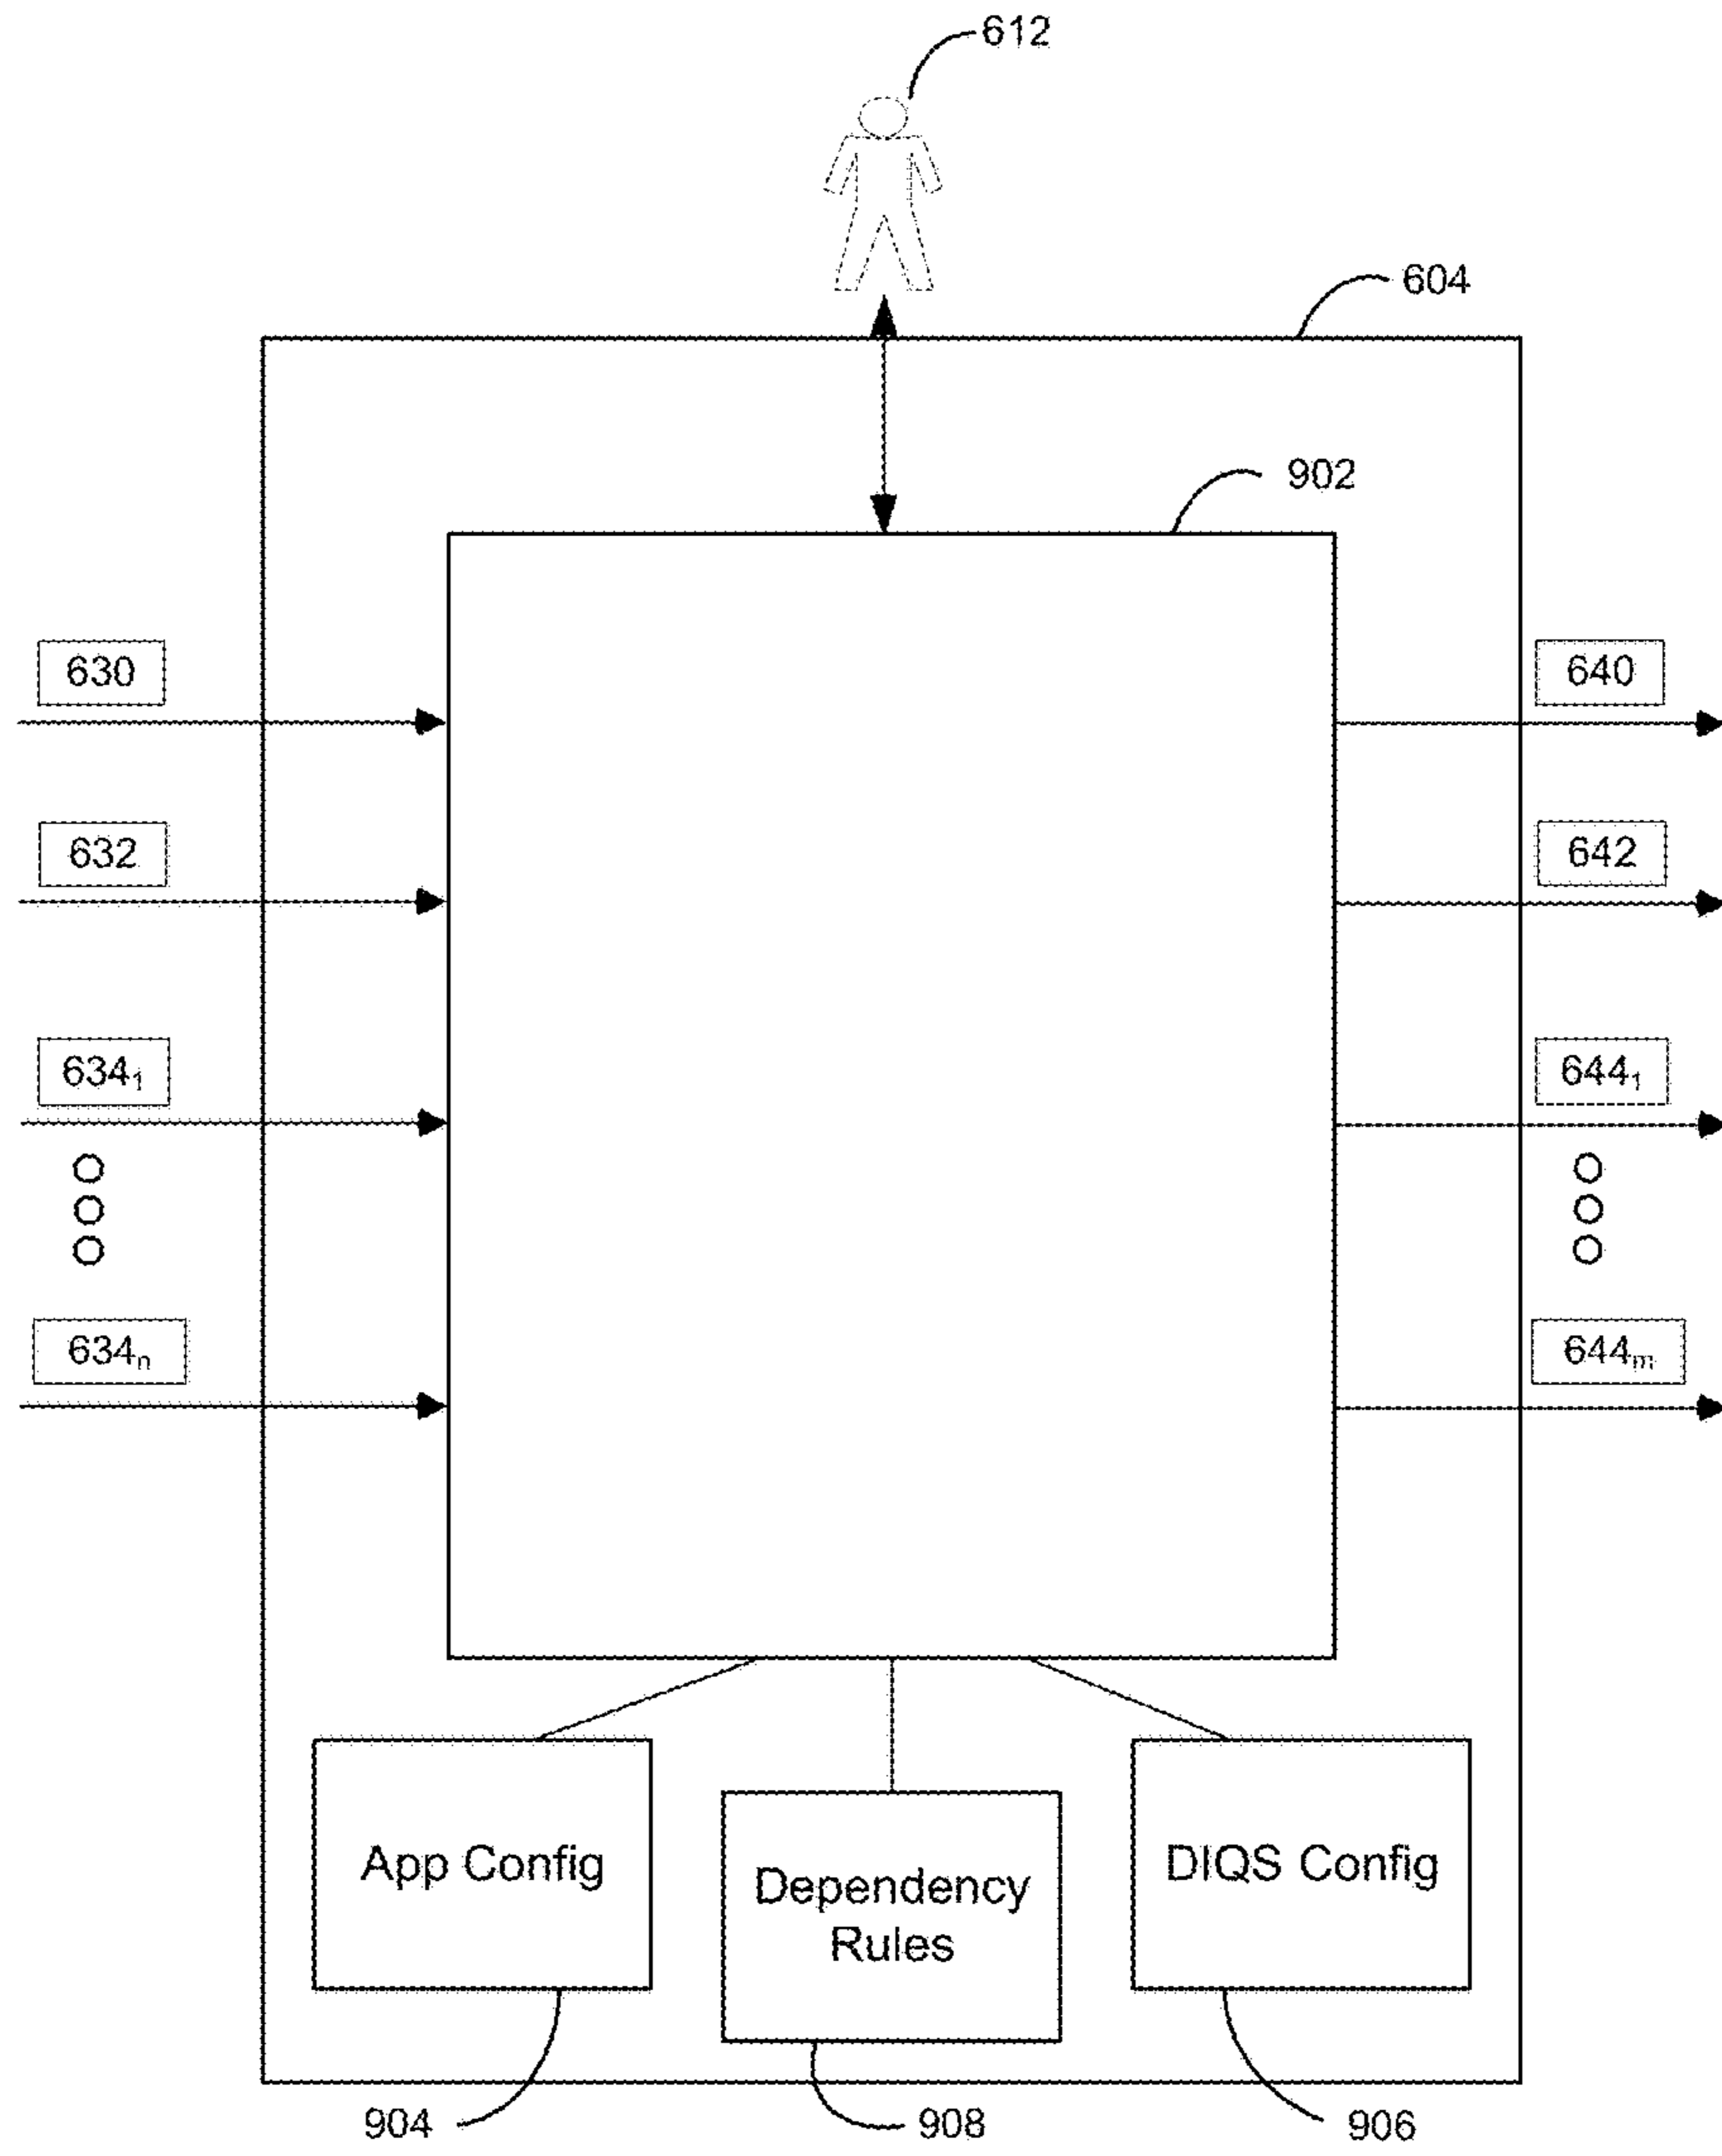 612
604
902
630
640
632
642
634₁
644₁
634ₙ
644ₘ
App Config
Dependency
Rules
DIQS Config
904
908
906